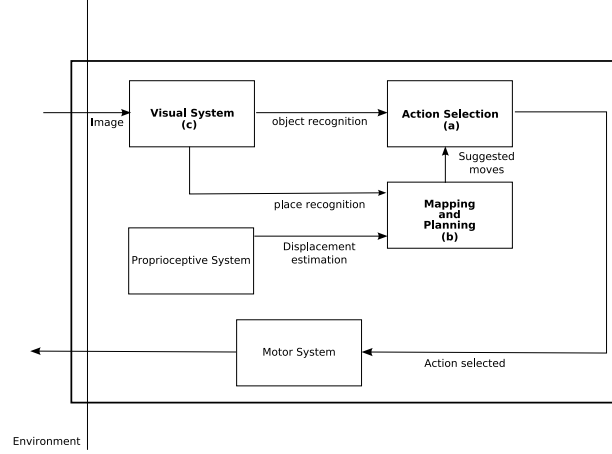 Visual System
(c)
Action Selection
(a)
Image
object recognition
Suggested
moves
place recognition
Mapping
and
Planning
(b)
Proprioceptive System
Displacement
estimation
Motor System
Action selected
Environment